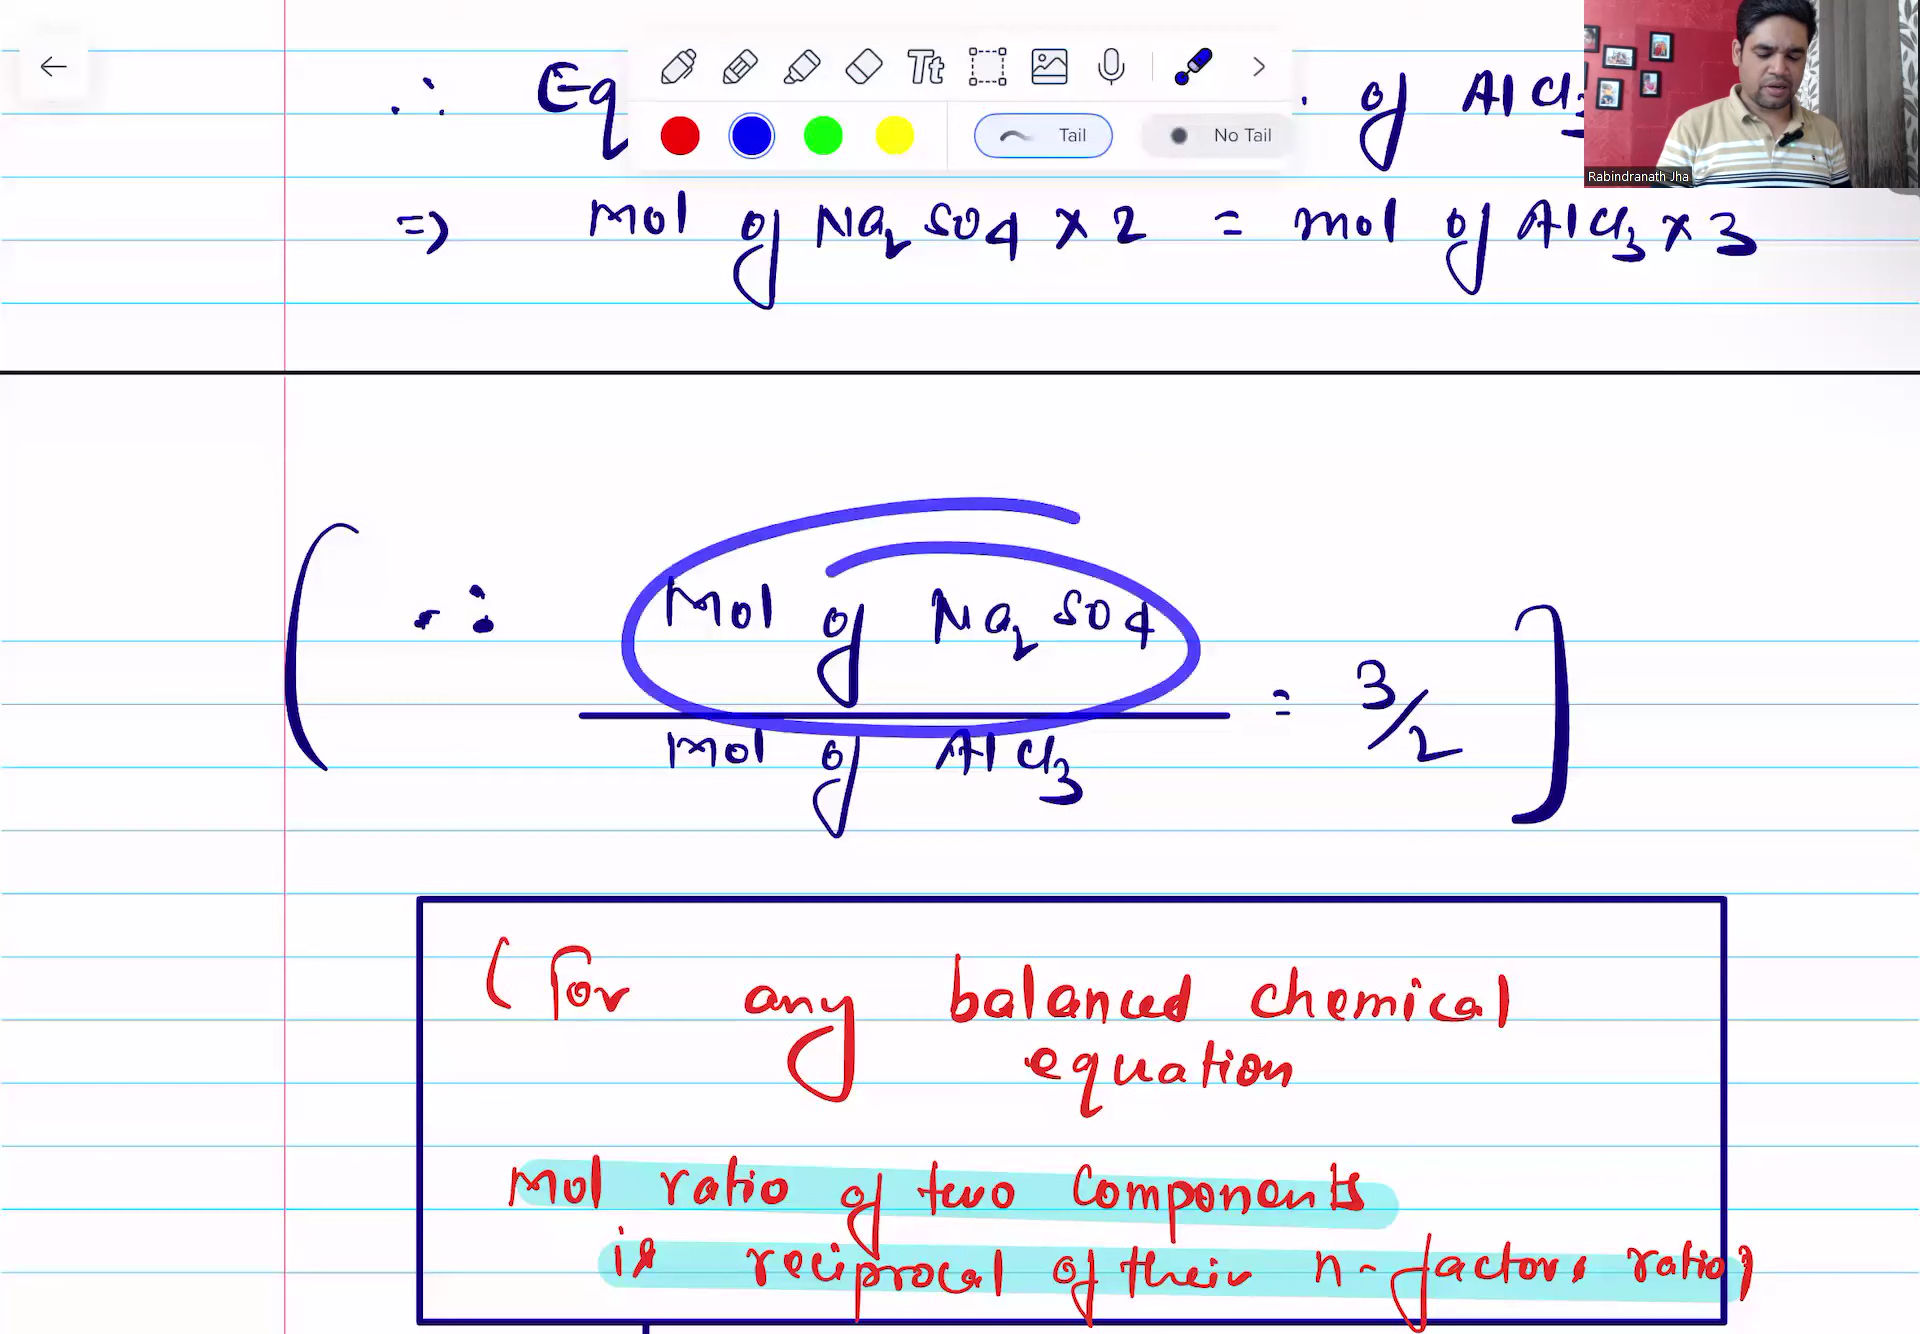 ∴ Eq . of AlCl3
Tt
Tail
No Tail
Rabindranath Jha
=> Mol of Na2SO4 x 2 = mol of AlCl3 x 3
∴ Mol of Na2SO4
= 3/2
Mol of AlCl3
(For any balanced chemical
equation
Mol ratio of two components
is reciprocal of their n-factors ratio)